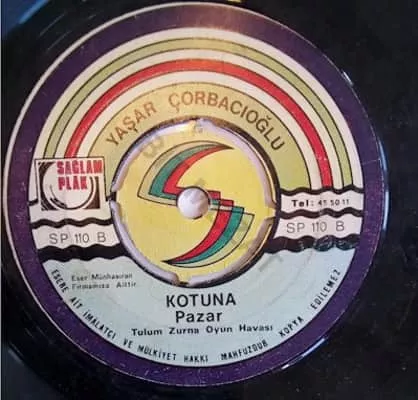 YAŞAR ÇORBACIOĞLU
SAĞLAM
PLAK
SP 110 B
Tel: 45 50 11
SP 110 B
Eser Münhasıran
Firmamıza Aittir.
KOTUNA
Pazar
Tulum Zurna Oyun Havası
ESERE AİT İMALATÇI VE MÜLKİYET HAKKI MAHFUZDUR KOPYA EDİLEMEZ